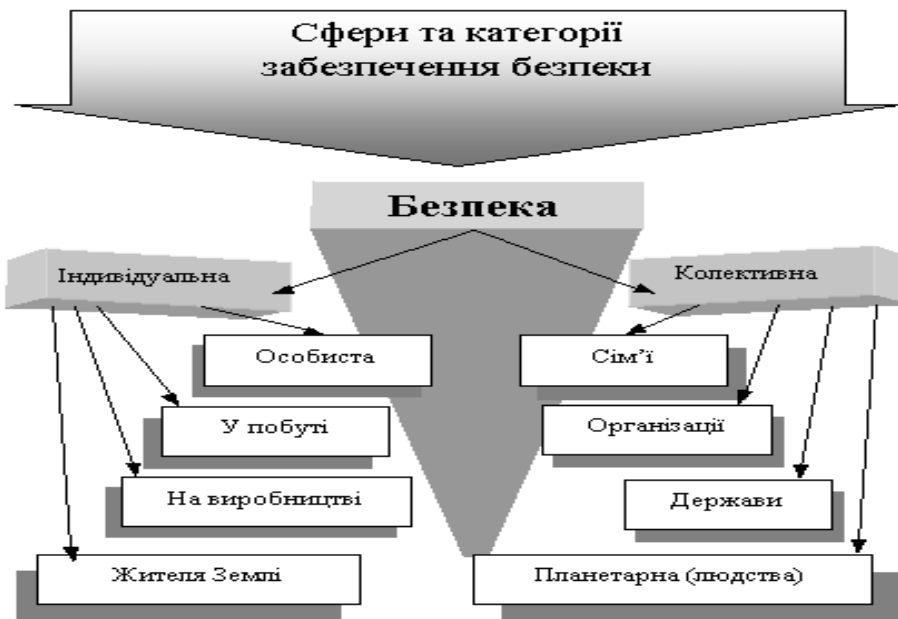 Сфери та категорії
забезпечення безпеки
Безпека
Індивідуальна
Колективна
Особиста
Сім’ї
У побуті
Організації
На виробництві
Держави
Жителя Землі
Планетарна (людства)